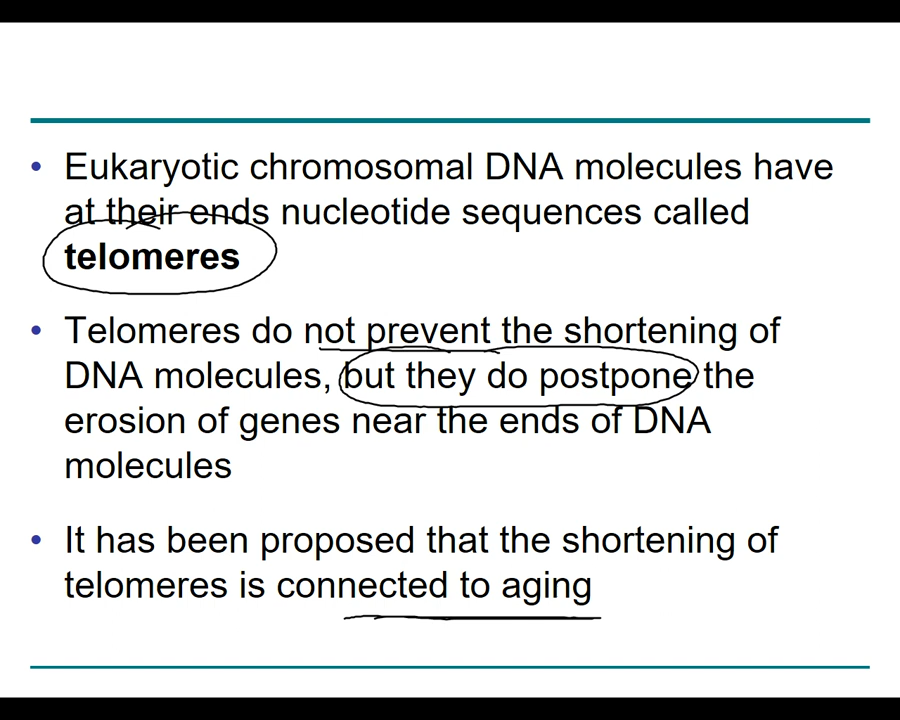 • Eukaryotic chromosomal DNA molecules have
at their ends nucleotide sequences called
telomeres
• Telomeres do not prevent the shortening of
DNA molecules, but they do postpone the
erosion of genes near the ends of DNA
molecules
• It has been proposed that the shortening of
telomeres is connected to aging